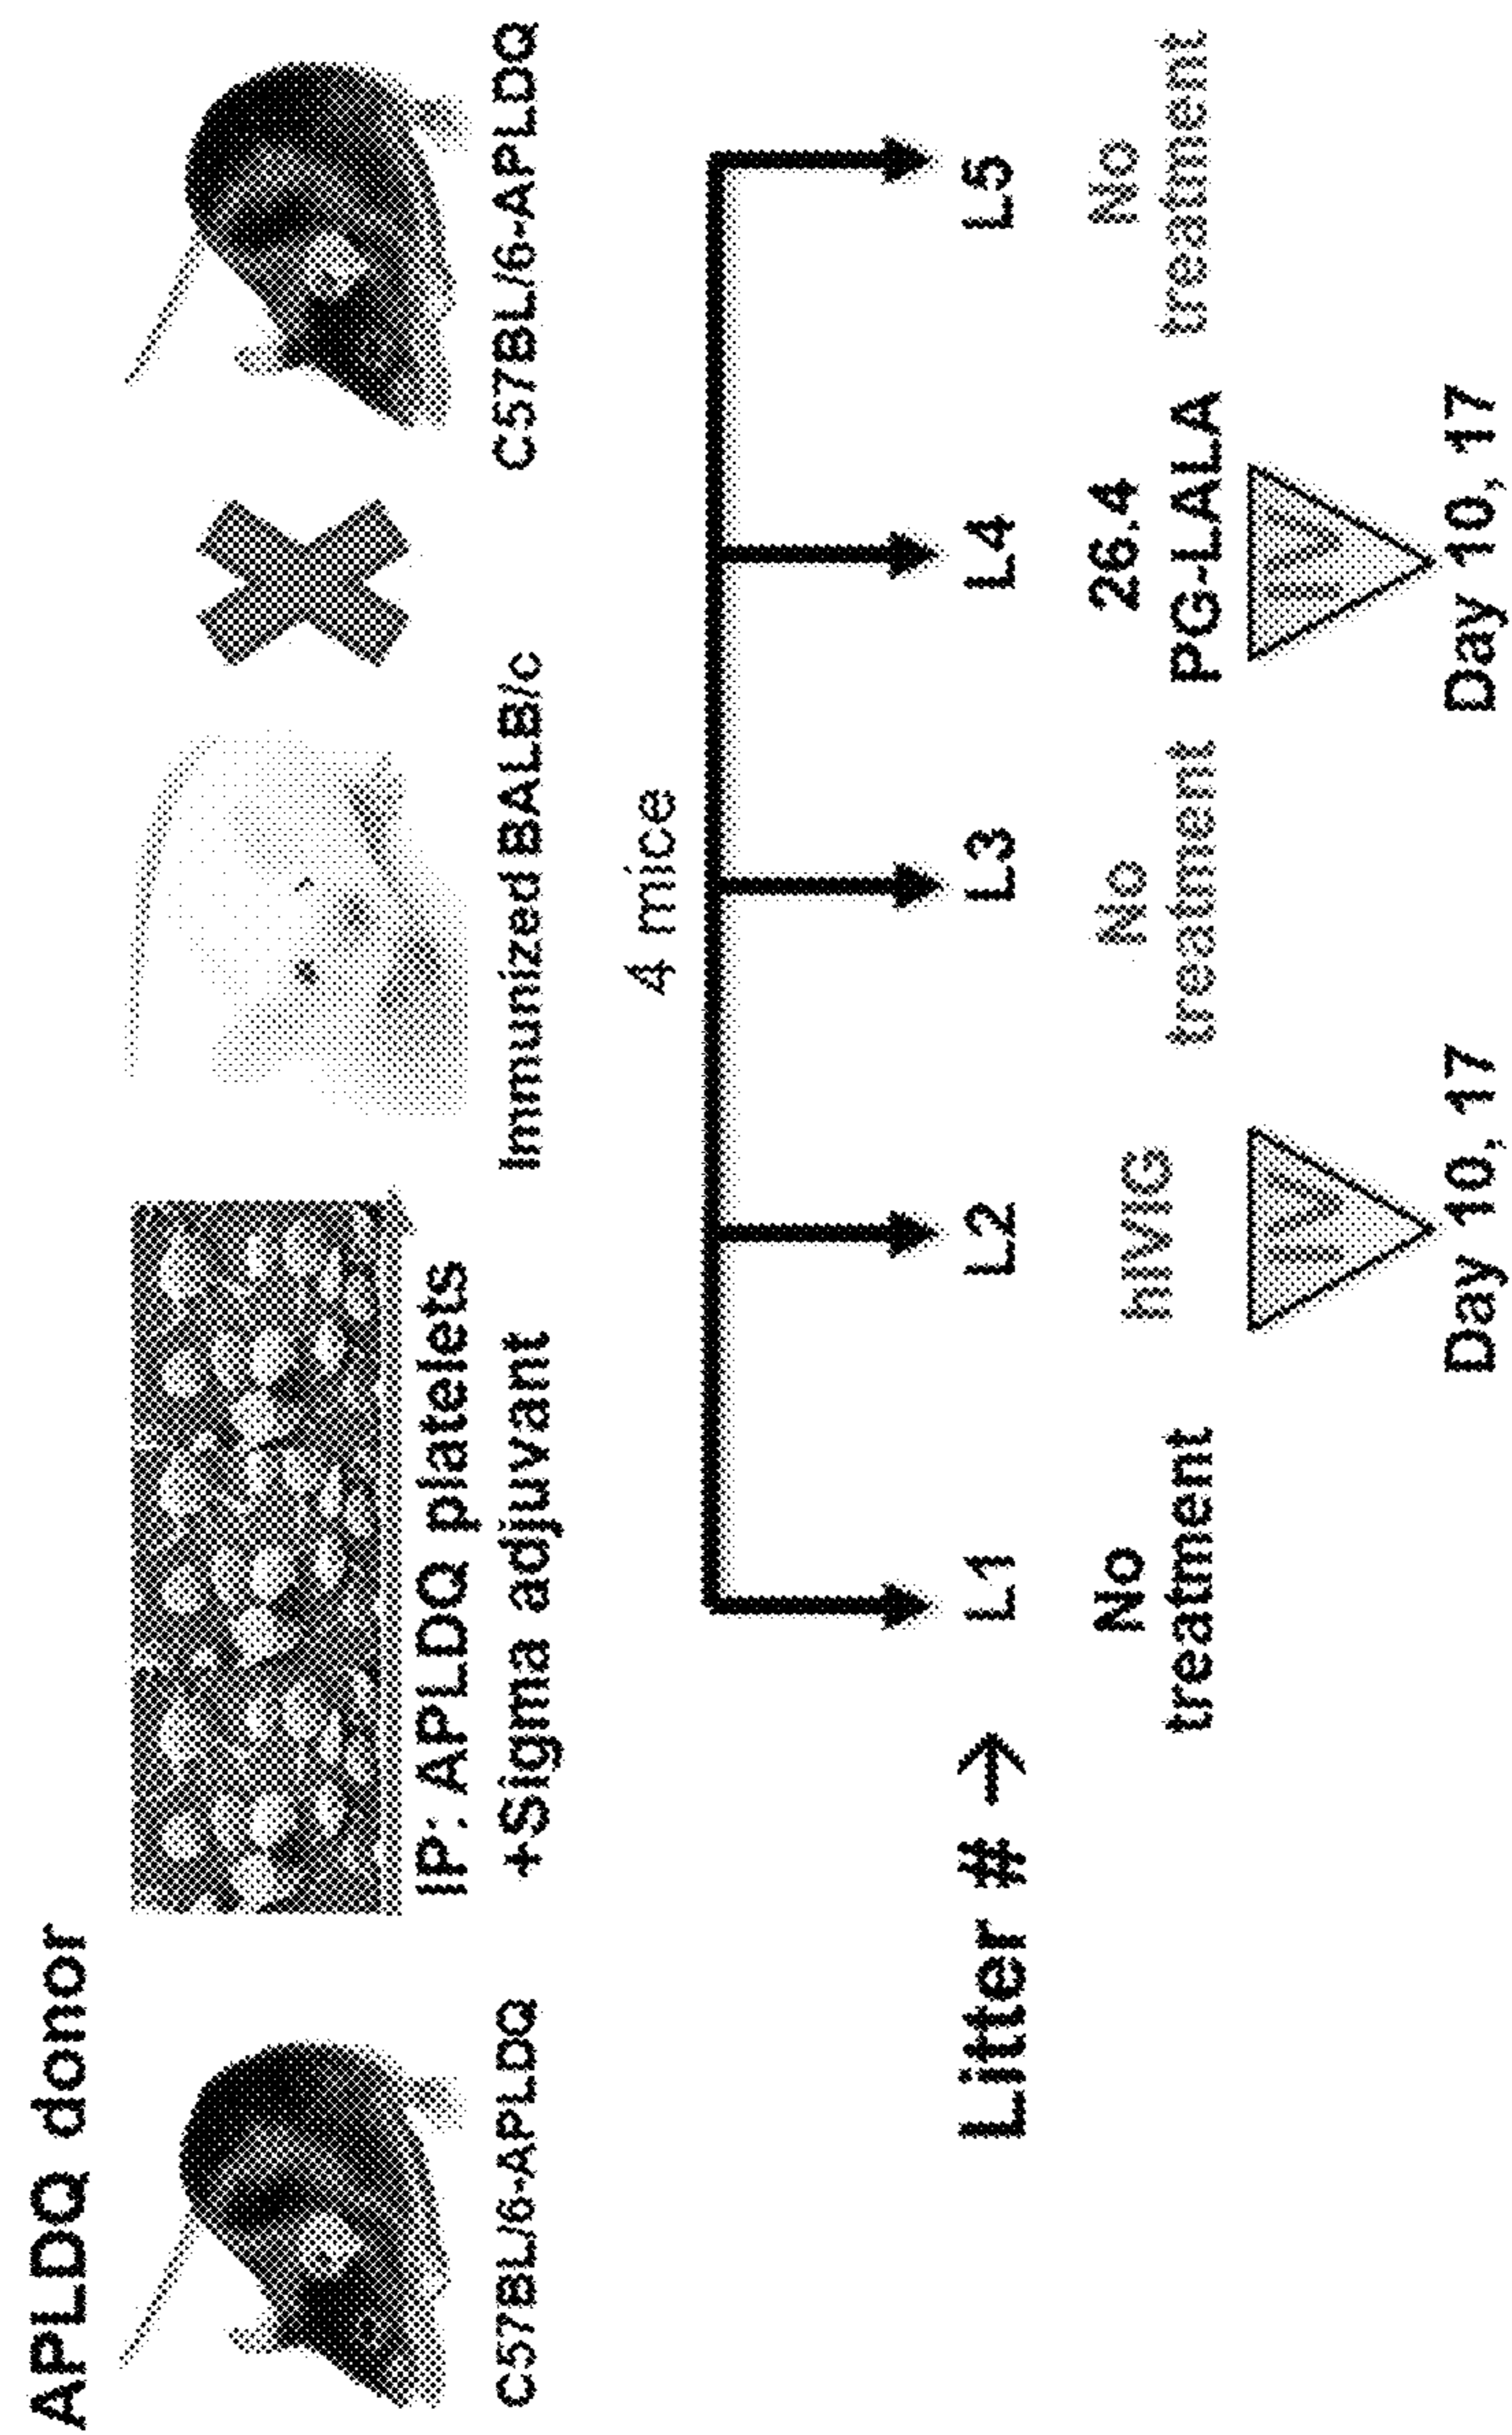 APLDQ donor
C57BL/6-APLDQ
IP: APLDQ platelets
+Sigma adjuvant
Immunized BALB/c
C57BL/6-APLDQ
4 mice
Litter # →
L1
L2
L3
L4
L5
No
treatment
hIVIG
No
treatment
26.4
PG-LALA
No
treatment
IV
IV
Day 10, 17
Day 10, 17